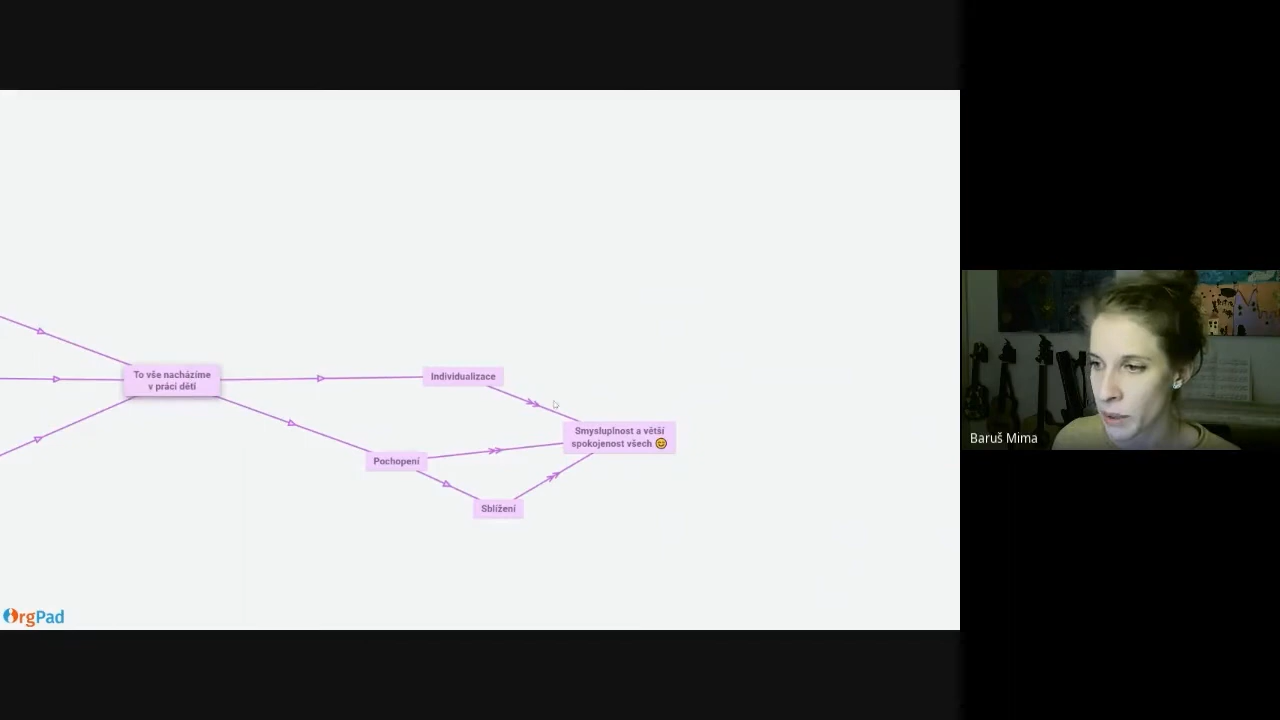 To vše nacházíme
v práci dětí
Individualizace
Smysluplnost a větší
spokojenost všech 😊
Pochopení
Sblížení
OrgPad
Baruš Mima